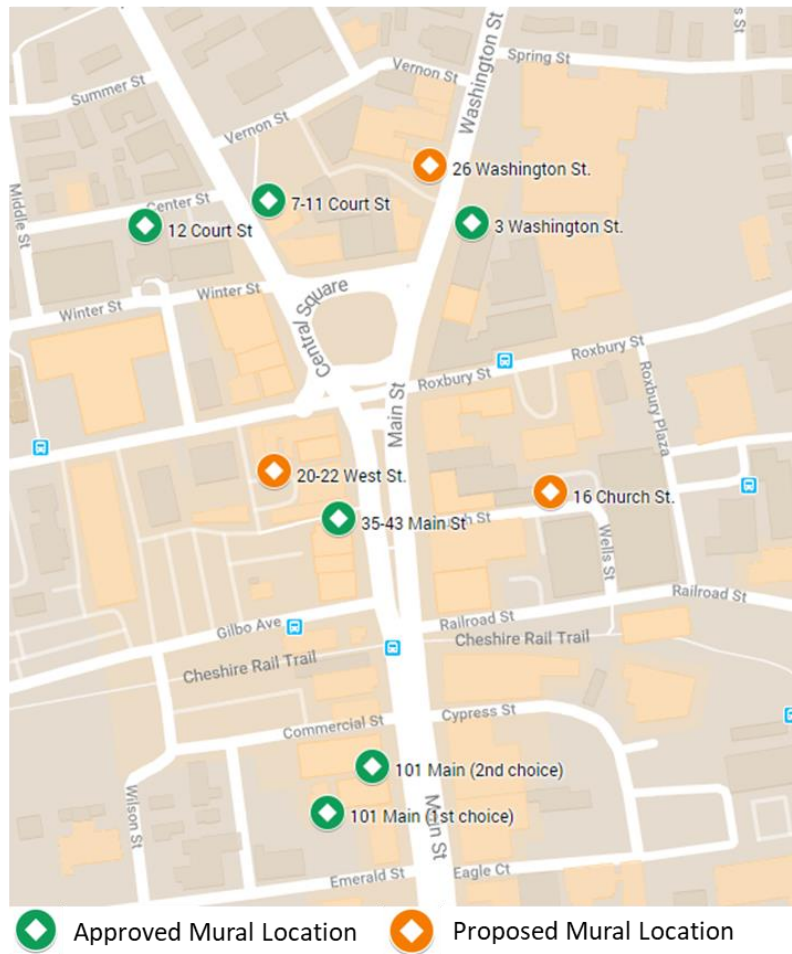 Washington St
Spring St
Vernon St
Summer St
Vernon St
26 Washington St.
Middle St
Center St
7-11 Court St
12 Court St
3 Washington St.
Winter St
Winter St
Central Square
Roxbury St
Roxbury St
Main St
Roxbury Plaza
20-22 West St.
16 Church St.
35-43 Main St
Wells St
Railroad St
Gilbo Ave
Railroad St
Cheshire Rail Trail
Cheshire Rail Trail
Cypress St
Commercial St
101 Main (2nd choice)
Wilson St
Main St
101 Main (1st choice)
Emerald St
Eagle Ct
Approved Mural Location
Proposed Mural Location